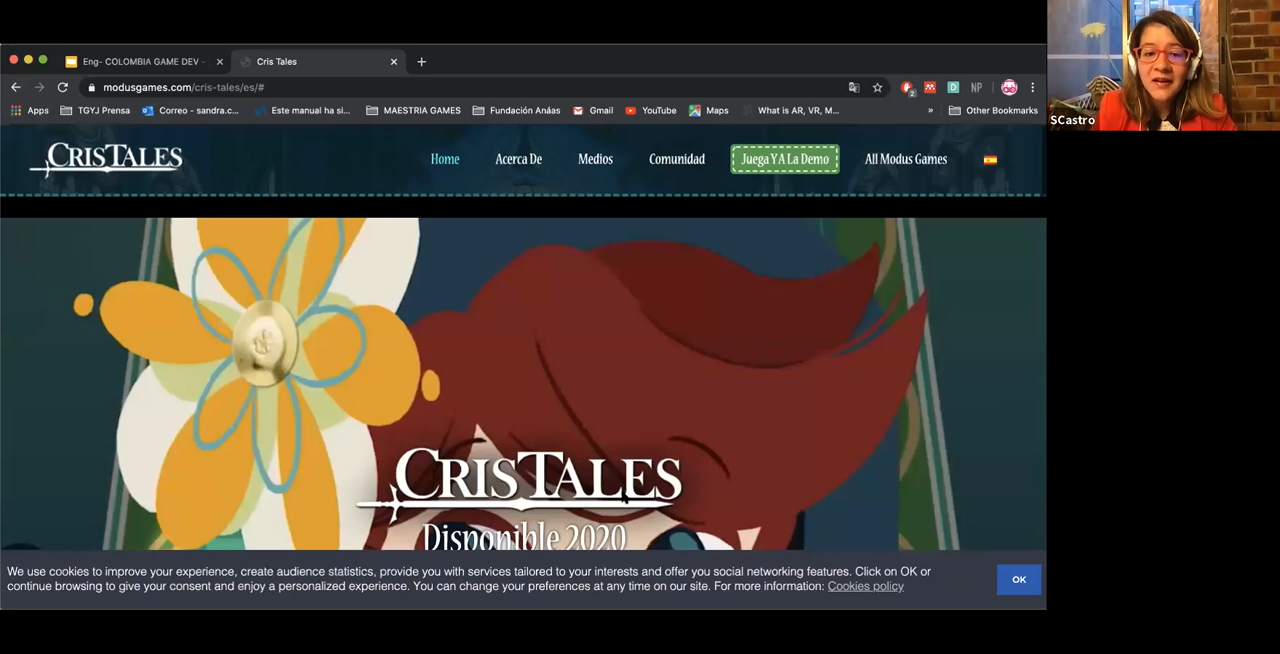 Eng- COLOMBIA GAME DEV -
Cris Tales
modusgames.com/cris-tales/es/#
NP
Apps
TGYJ Prensa
Correo - sandra.c...
Este manual ha si...
MAESTRIA GAMES
Fundación Anáas
Gmail
YouTube
Maps
What is AR, VR, M...
»
Other Bookmarks
SCastro
CRISTALES
Home
Acerca De
Medios
Comunidad
Juega YA La Demo
All Modus Games
CRISTALES
Disponible 2020
We use cookies to improve your experience, create audience statistics, provide you with services tailored to your interests and offer you social networking features. Click on OK or
continue browsing to give your consent and enjoy a personalized experience. You can change your preferences at any time on our site. For more information: Cookies policy
OK